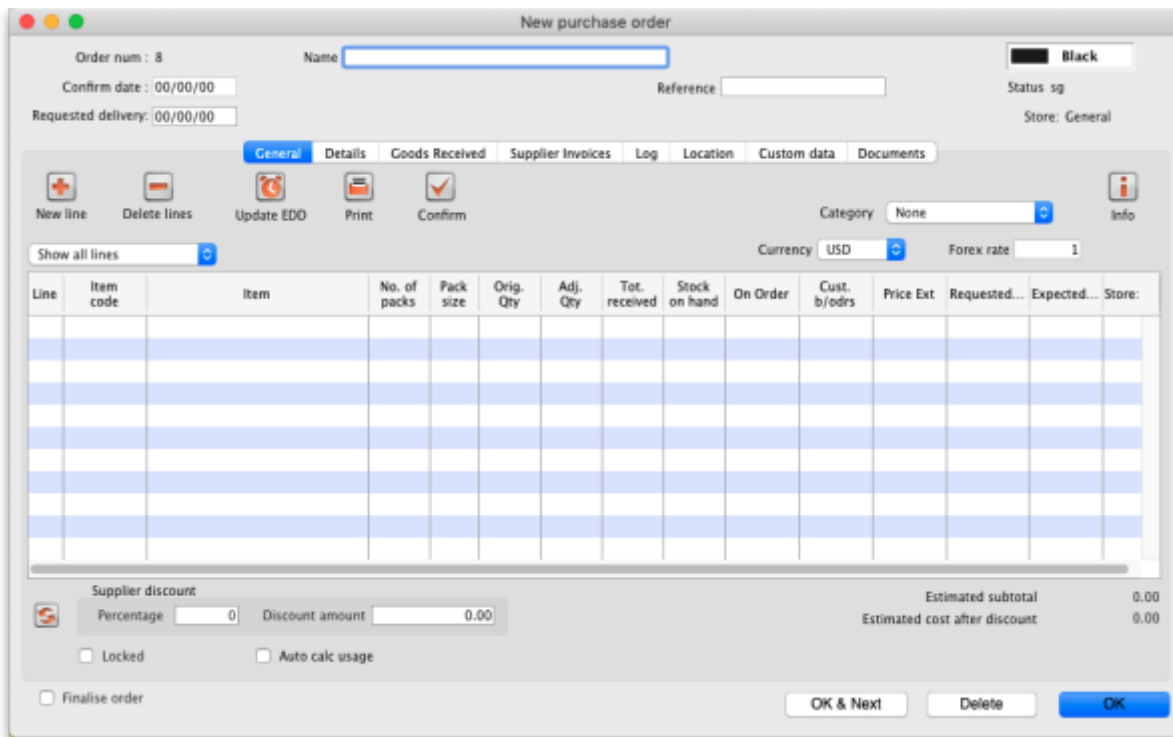 New purchase order
Order num : 8
Name
Black
Confirm date : 00/00/00
Reference
Status sg
Requested delivery: 00/00/00
Store: General
General Details Goods Received Supplier Invoices Log Location Custom data Documents
New line Delete lines Update EDD Print Confirm
Category None
Info
Show all lines
Currency USD Forex rate 1
Line Item code Item No. of packs Pack size Orig. Qty Adj. Qty Tot. received Stock on hand On Order Cust. b/odrs Price Ext Requested... Expected... Store:
Supplier discount
Percentage 0 Discount amount 0.00
Estimated subtotal 0.00
Estimated cost after discount 0.00
Locked Auto calc usage
Finalise order
OK & Next Delete OK